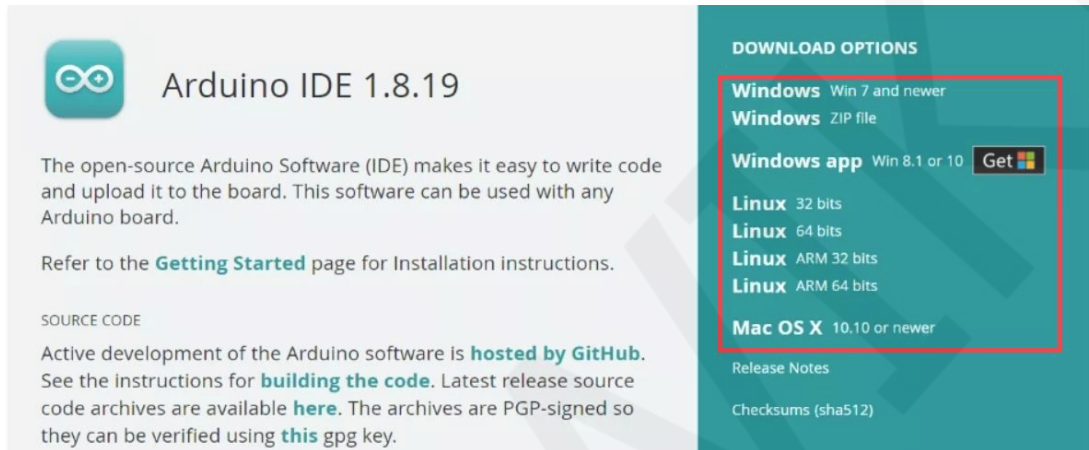 Arduino IDE 1.8.19
The open-source Arduino Software (IDE) makes it easy to write code
and upload it to the board. This software can be used with any
Arduino board.
Refer to the Getting Started page for Installation instructions.
SOURCE CODE
Active development of the Arduino software is hosted by GitHub.
See the instructions for building the code. Latest release source
code archives are available here. The archives are PGP-signed so
they can be verified using this gpg key.
DOWNLOAD OPTIONS
Windows Win 7 and newer
Windows ZIP file
Windows app Win 8.1 or 10 Get
Linux 32 bits
Linux 64 bits
Linux ARM 32 bits
Linux ARM 64 bits
Mac OS X 10.10 or newer
Release Notes
Checksums (sha512)